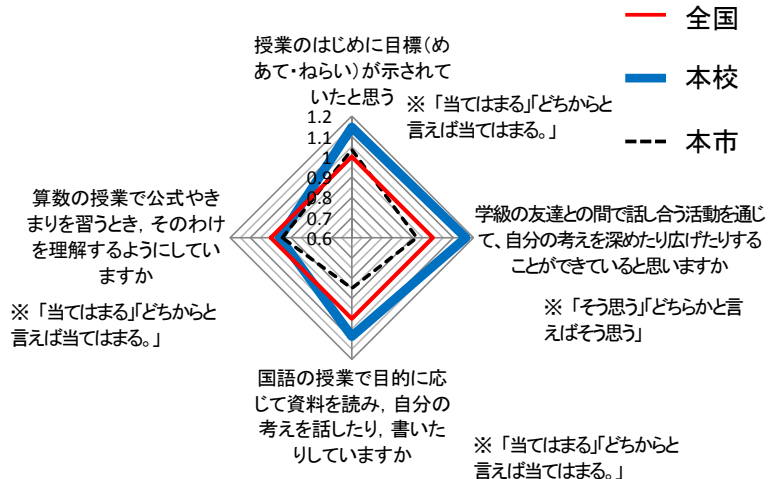 全国
本校
本市
授業のはじめに目標(め
あて・ねらい)が示されて
いたと思う
※ 「当てはまる」「どちからと
言えば当てはまる。」
1.2
1.1
1
0.9
0.8
0.7
0.6
算数の授業で公式やき
まりを習うとき, そのわけ
を理解するようにしてい
ますか
※ 「当てはまる」「どちからと
言えば当てはまる。」
学級の友達との間で話し合う活動を通じ
て、自分の考えを深めたり広げたりする
ことができていると思いますか
※ 「そう思う」「どちらかと言
えばそう思う」
国語の授業で目的に応
じて資料を読み, 自分の
考えを話したり, 書いた
りしていますか
※ 「当てはまる」「どちからと
言えば当てはまる。」